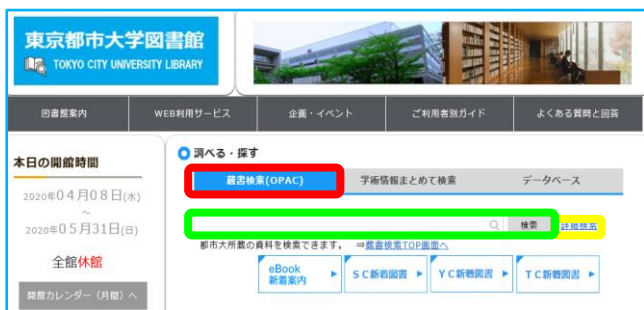 東京都市大学図書館
TOKYO CITY UNIVERSITY LIBRARY
図書館案内
WEB利用サービス
企画・イベント
ご利用者別ガイド
よくある質問と回答
本日の開館時間
2020年04月08日(水)
～
2020年05月31日(日)
全館休館
開館カレンダー（月間）へ
調べる・探す
蔵書検索(OPAC)
学術情報まとめて検索
データベース
検索
詳細検索
都市大所蔵の資料を検索できます。 ⇒蔵書検索TOP画面へ
eBook
新着案内
SC新着図書
YC新着図書
TC新着図書